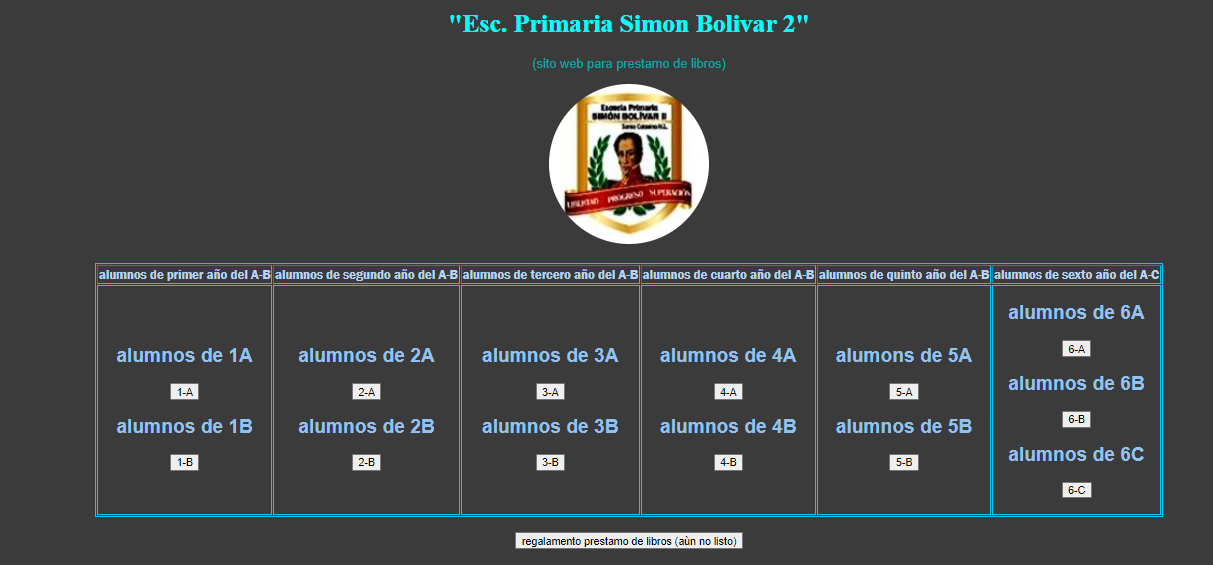 "Esc. Primaria Simon Bolivar 2"
(sito web para prestamo de libros)
Escuela Primaria
SIMÓN BOLÍVAR II
Santa Catarina N.L.
LIBERTAD PROGRESO SUPERACIÓN
alumnos de primer año del A-B alumnos de segundo año del A-B alumnos de tercero año del A-B alumnos de cuarto año del A-B alumnos de quinto año del A-B alumnos de sexto año del A-C
alumnos de 1A
1-A
alumnos de 1B
1-B
alumnos de 2A
2-A
alumnos de 2B
2-B
alumnos de 3A
3-A
alumnos de 3B
3-B
alumnos de 4A
4-A
alumnos de 4B
4-B
alumons de 5A
5-A
alumnos de 5B
5-B
alumnos de 6A
6-A
alumnos de 6B
6-B
alumnos de 6C
6-C
regalamento prestamo de libros (aùn no listo)